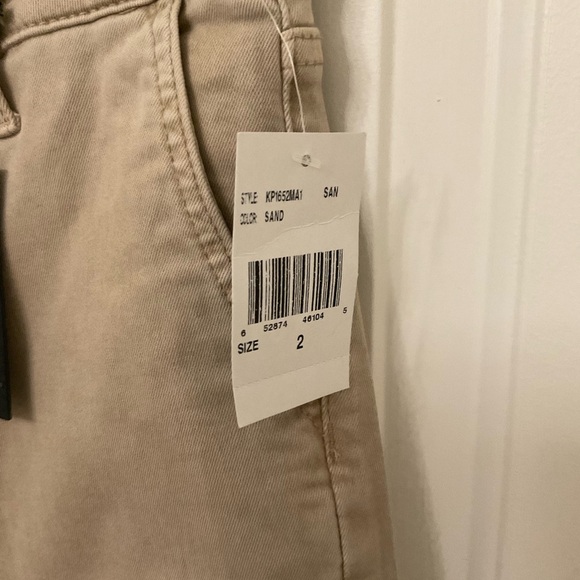 STYLE: KP1652MA1 SAN
COLOR: SAND
6 52874 46104 5
SIZE 2